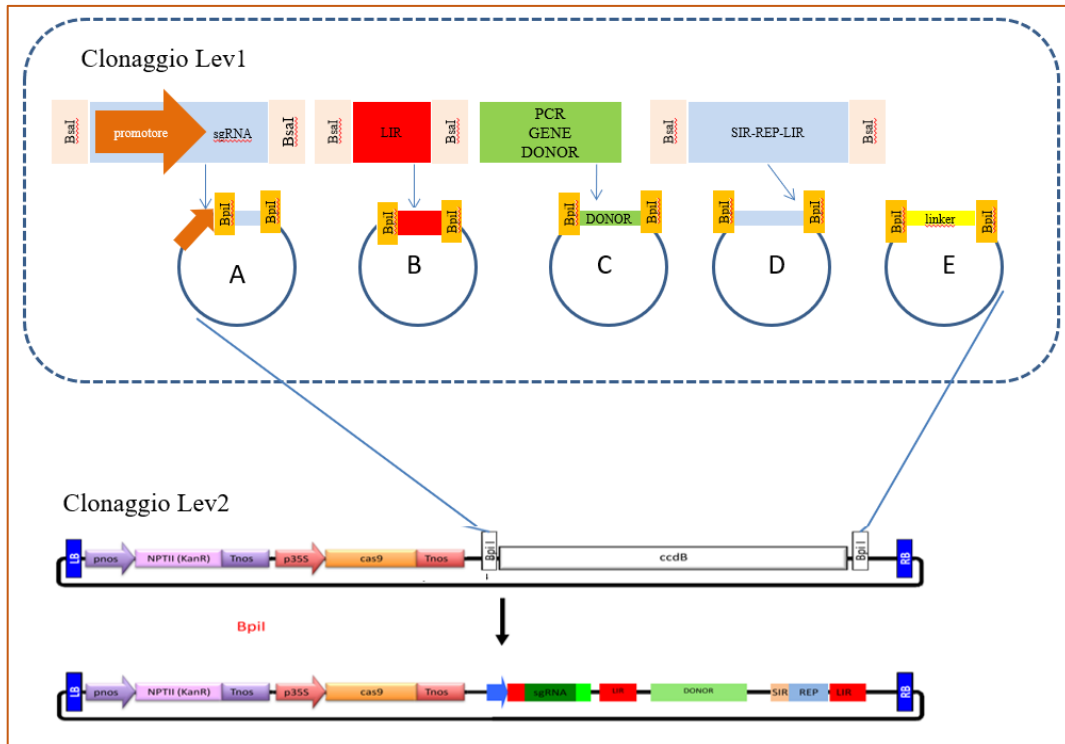 Clonaggio Lev1
BsaI
promotore
sgRNA
BsaI
BsaI
LIR
BsaI
PCR
GENE
DONOR
BsaI
SIR-REP-LIR
BsaI
BpiI
BpiI
A
BpiI
BpiI
B
BpiI
DONOR
BpiI
C
BpiI
BpiI
D
BpiI
linker
BpiI
E
Clonaggio Lev2
LB
pnos
NPTII (KanR)
Tnos
p35S
cas9
Tnos
BpiI
ccdB
BpiI
RB
BpiI
LB
pnos
NPTII (KanR)
Tnos
p35S
cas9
Tnos
sgRNA
LIR
DONOR
SIR
REP
LIR
RB